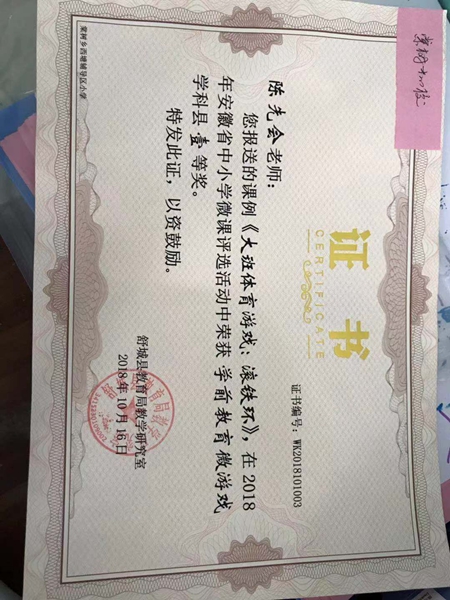 证书
CERTIFICATE
证书编号：WK2018101003
陈先会老师：
您报送的课例《大班体育游戏：滚铁环》，在2018
年安徽省中小学微课评选活动中荣获 学前教育微游戏
学科县 壹 等奖。
特发此证，以资鼓励。
舒城县教育局教学研究室
2018年10月16日